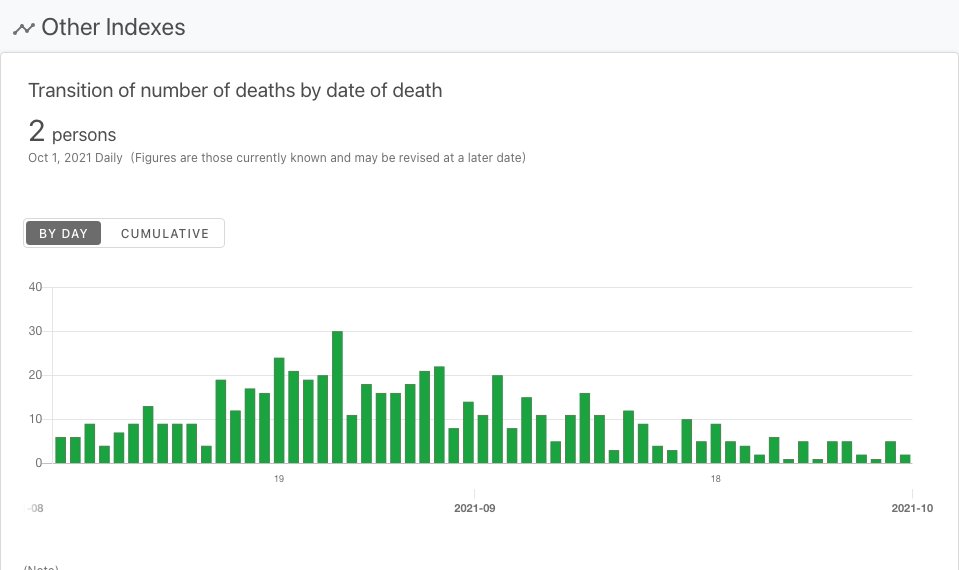 Other Indexes
Transition of number of deaths by date of death
2 persons
Oct 1, 2021 Daily (Figures are those currently known and may be revised at a later date)
BY DAY CUMULATIVE
40
30
20
10
0
19 18
-08 2021-09 2021-10
(Note)